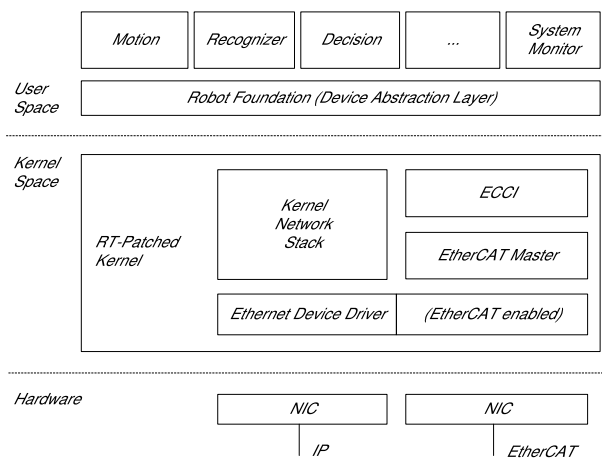 Motion
Recognizer
Decision
...
System
Monitor
User
Space
Robot Foundation (Device Abstraction Layer)
Kernel
Space
RT-Patched
Kernel
Kernel
Network
Stack
ECCI
EtherCAT Master
Ethernet Device Driver
(EtherCAT enabled)
Hardware
NIC
NIC
IP
EtherCAT